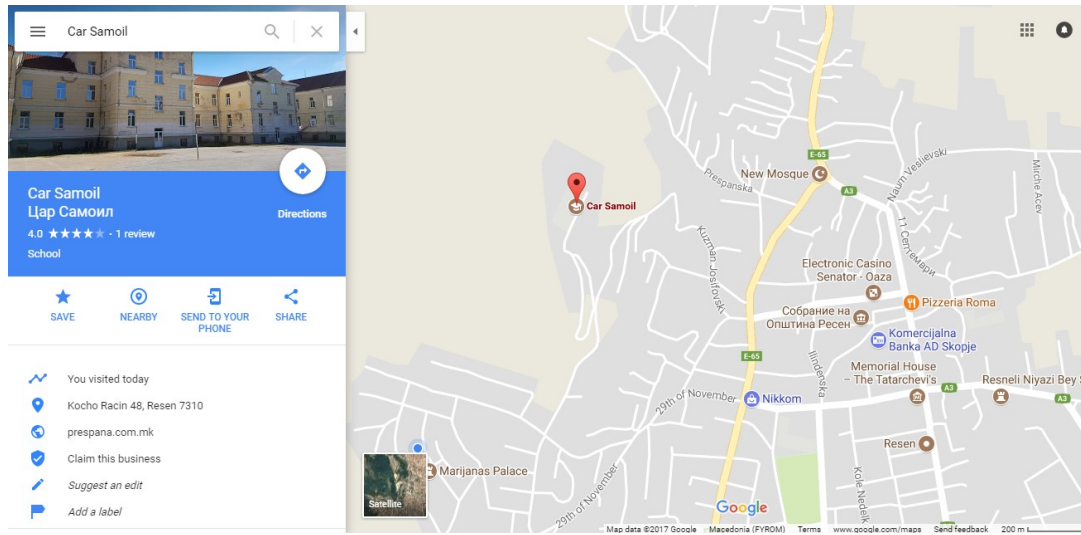 Car Samoil
Car Samoil
Цар Самоил
4.0 ★★★★★ - 1 review
School
Directions
SAVE
NEARBY
SEND TO YOUR
PHONE
SHARE
You visited today
Kocho Racin 48, Resen 7310
prespana.com.mk
Claim this business
Suggest an edit
Add a label
Satellite
Car Samoil
E-65
New Mosque
Prespanska
A3
Naum Veslievski
Mirche Acev
Kuzman Josifovski
11 Септември
Electronic Casino
Senator - Oaza
Pizzeria Roma
Собрание на
Општина Ресен
Komercijalna
Banka AD Skopje
E-65
Ilindenska
Memorial House
– The Tatarchevi's
A3
Resneli Niyazi Bey S
A3
29th of November
Nikkom
Resen
Marijanas Palace
29th of November
Kole Nedelk
Google
Map data ©2017 Google
Macedonia (FYROM)
Terms
www.google.com/maps
Send feedback
200 m